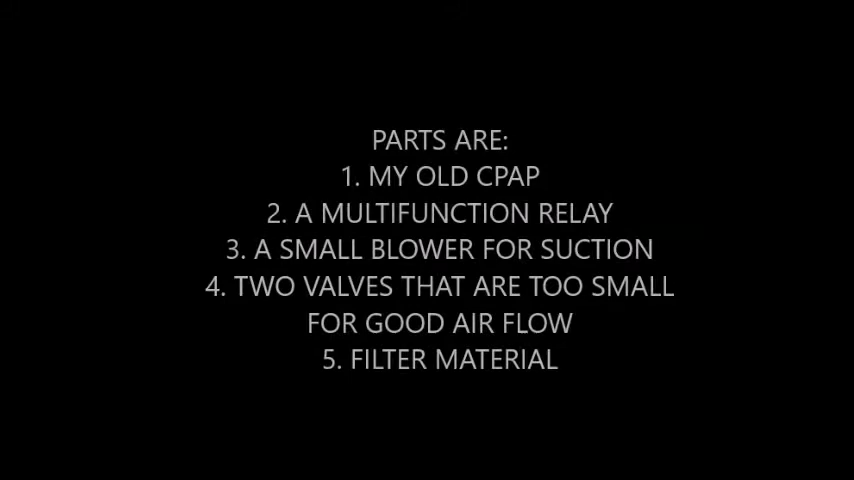 PARTS ARE:
1. MY OLD CPAP
2. A MULTIFUNCTION RELAY
3. A SMALL BLOWER FOR SUCTION
4. TWO VALVES THAT ARE TOO SMALL
FOR GOOD AIR FLOW
5. FILTER MATERIAL